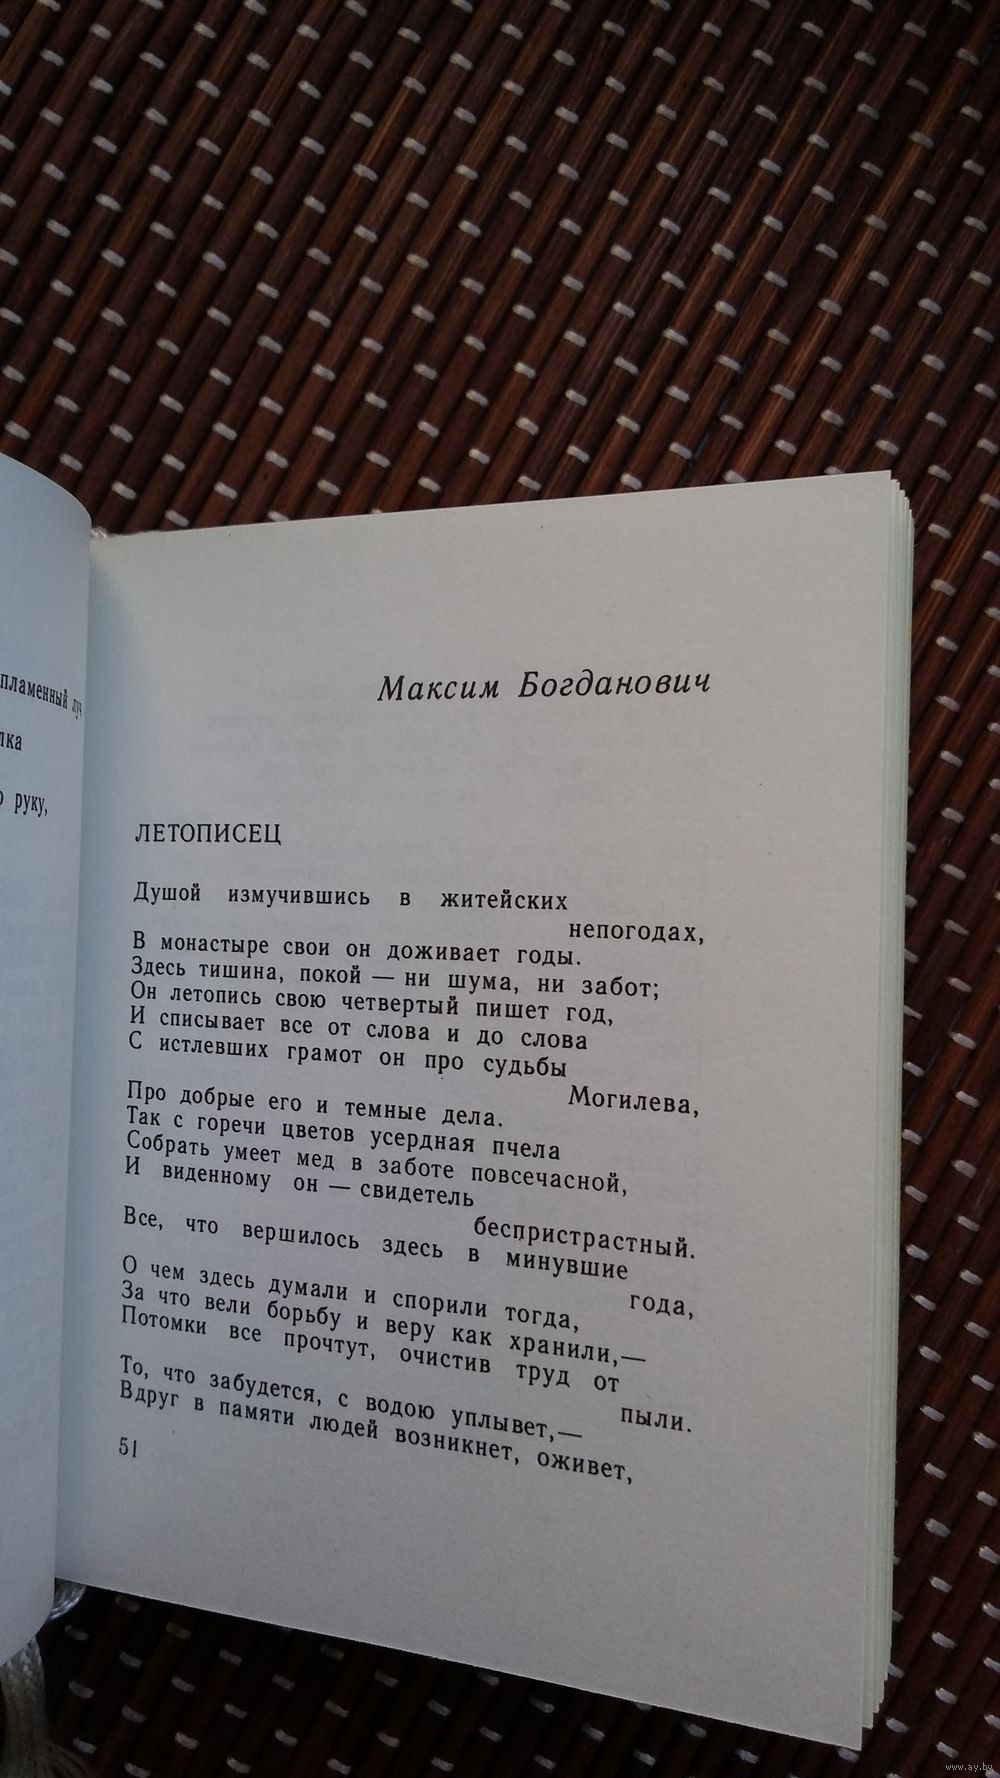 пламенный луч
руку,
Максим Богданович
ЛЕТОПИСЕЦ
Душой измучившись в житейских
непогодах,
В монастыре свои он доживает годы.
Здесь тишина, покой — ни шума, ни забот;
Он летопись свою четвертый пишет год,
И списывает все от слова и до слова
С истлевших грамот он про судьбы
Могилева,
Про добрые его и темные дела.
Так с горечи цветов усердная пчела
Собрать умеет мед в заботе повсечасной,
И виденному он — свидетель
беспристрастный.
Все, что вершилось здесь в минувшие
года,
О чем здесь думали и спорили тогда,
За что вели борьбу и веру как хранили,—
Потомки все прочтут, очистив труд от
пыли.
То, что забудется, с водою уплывет,—
Вдруг в памяти людей возникнет, оживет,
51
www.ay.by